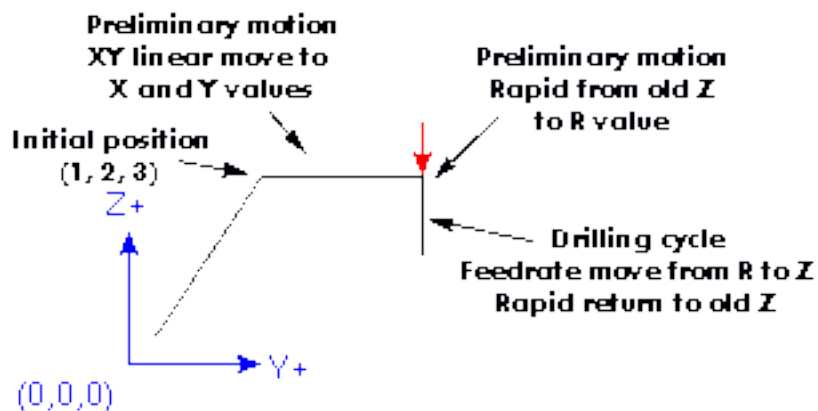 Preliminary motion
XY linear move to
X and Y values
Preliminary motion
Rapid from old Z
to R value
Initial position
(1, 2, 3)
Z+
Drilling cycle
Feedrate move from R to Z
Rapid return to old Z
Y+
(0,0,0)